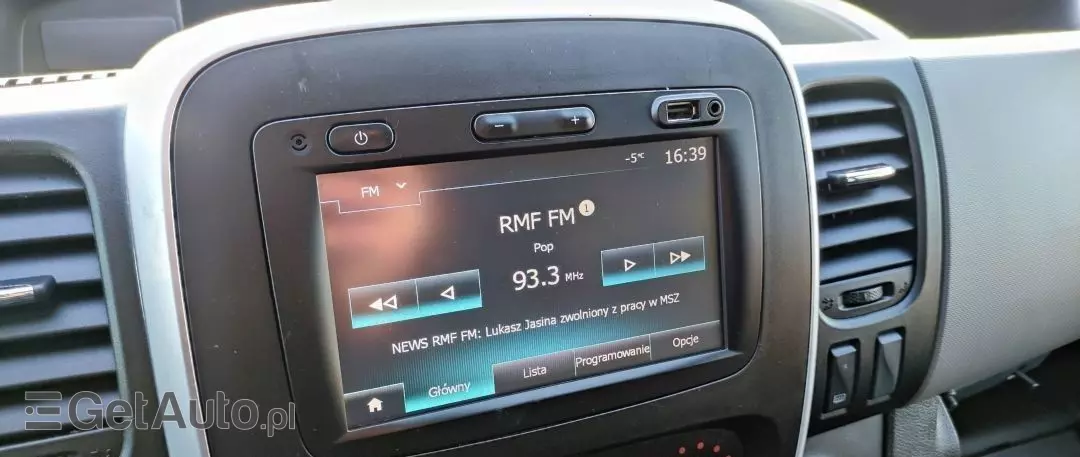 - +
-5°C 16:39
FM
RMF FM 1
Pop
93.3 MHz
NEWS RMF FM: Lukasz Jasina zwolniony z pracy w MSZ
Główny Lista Programowanie Opcje
GetAuto.pl